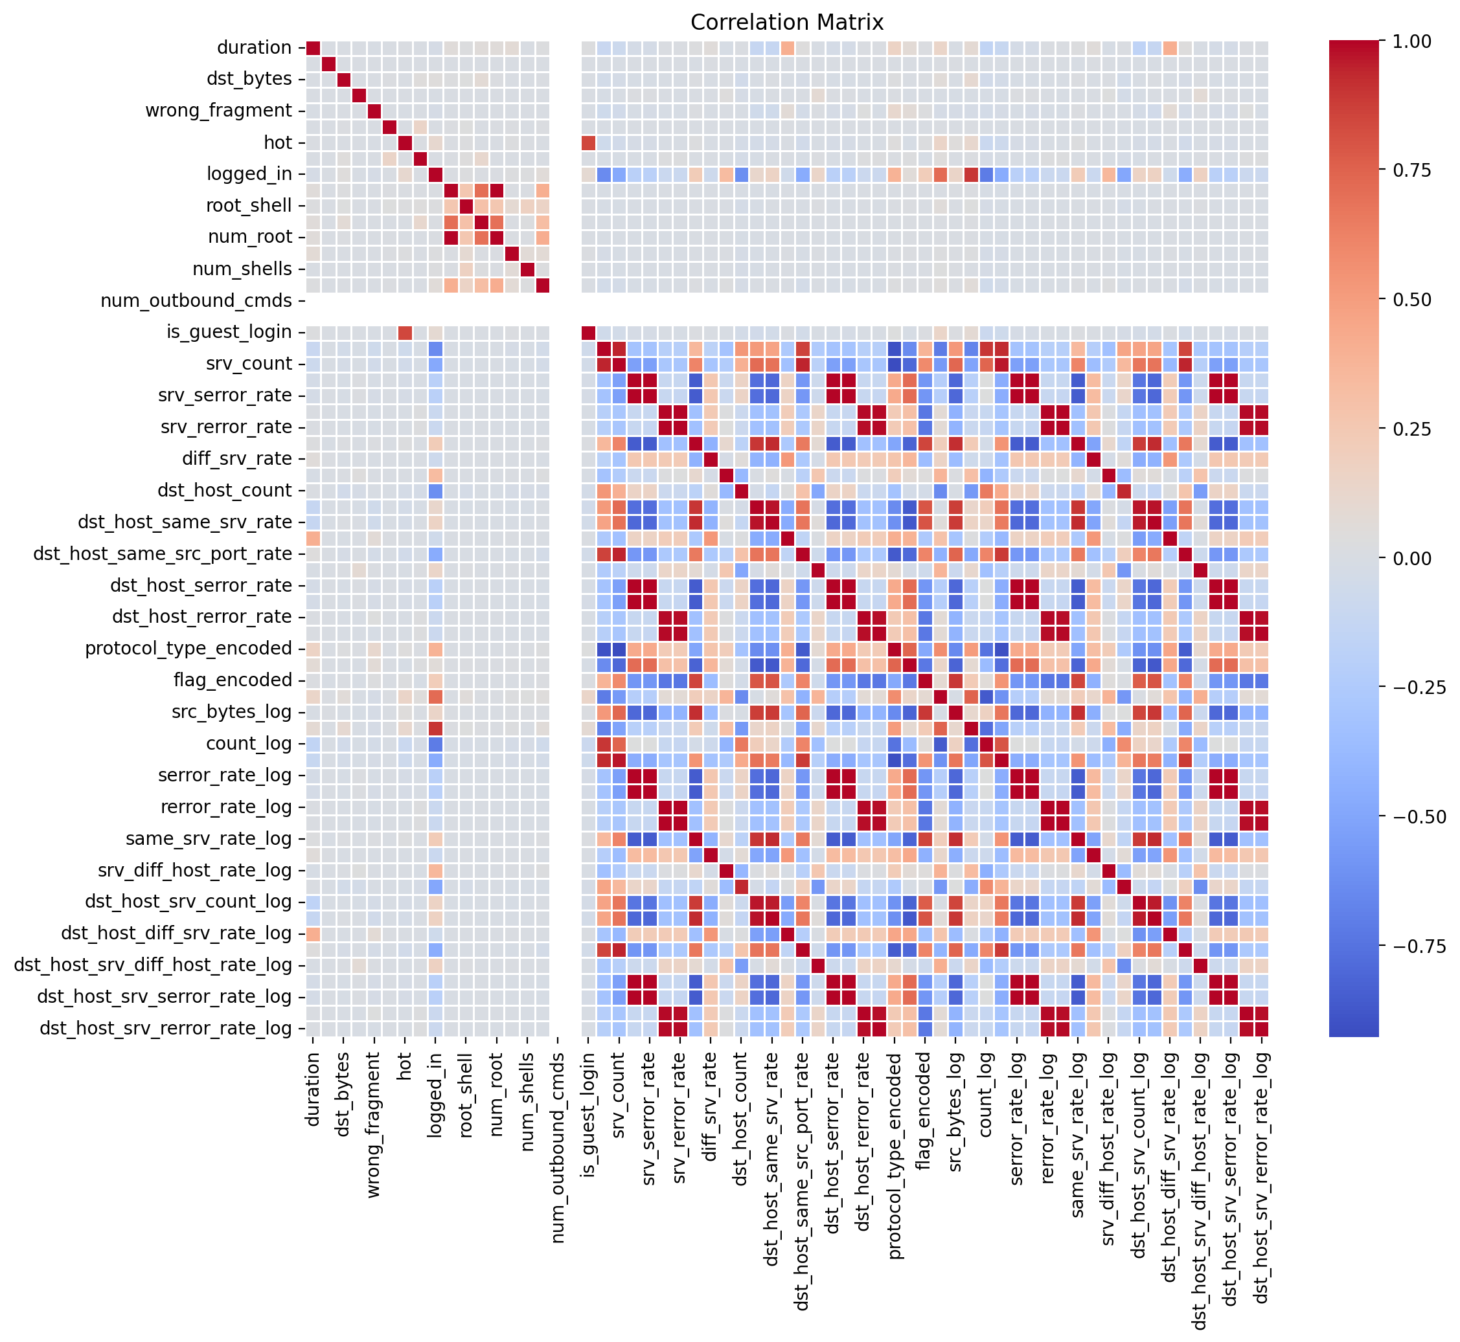 Correlation Matrix
duration
dst_bytes
wrong_fragment
hot
logged_in
root_shell
num_root
num_shells
num_outbound_cmds
is_guest_login
srv_count
srv_serror_rate
srv_rerror_rate
diff_srv_rate
dst_host_count
dst_host_same_srv_rate
dst_host_same_src_port_rate
dst_host_serror_rate
dst_host_rerror_rate
protocol_type_encoded
flag_encoded
src_bytes_log
count_log
serror_rate_log
rerror_rate_log
same_srv_rate_log
srv_diff_host_rate_log
dst_host_srv_count_log
dst_host_diff_srv_rate_log
dst_host_srv_diff_host_rate_log
dst_host_srv_serror_rate_log
dst_host_srv_rerror_rate_log
duration
dst_bytes
wrong_fragment
hot
logged_in
root_shell
num_root
num_shells
num_outbound_cmds
is_guest_login
srv_count
srv_serror_rate
srv_rerror_rate
diff_srv_rate
dst_host_count
dst_host_same_srv_rate
dst_host_same_src_port_rate
dst_host_serror_rate
dst_host_rerror_rate
protocol_type_encoded
flag_encoded
src_bytes_log
count_log
serror_rate_log
rerror_rate_log
same_srv_rate_log
srv_diff_host_rate_log
dst_host_srv_count_log
dst_host_diff_srv_rate_log
dst_host_srv_diff_host_rate_log
dst_host_srv_serror_rate_log
dst_host_srv_rerror_rate_log
1.00
0.75
0.50
0.25
0.00
−0.25
−0.50
−0.75